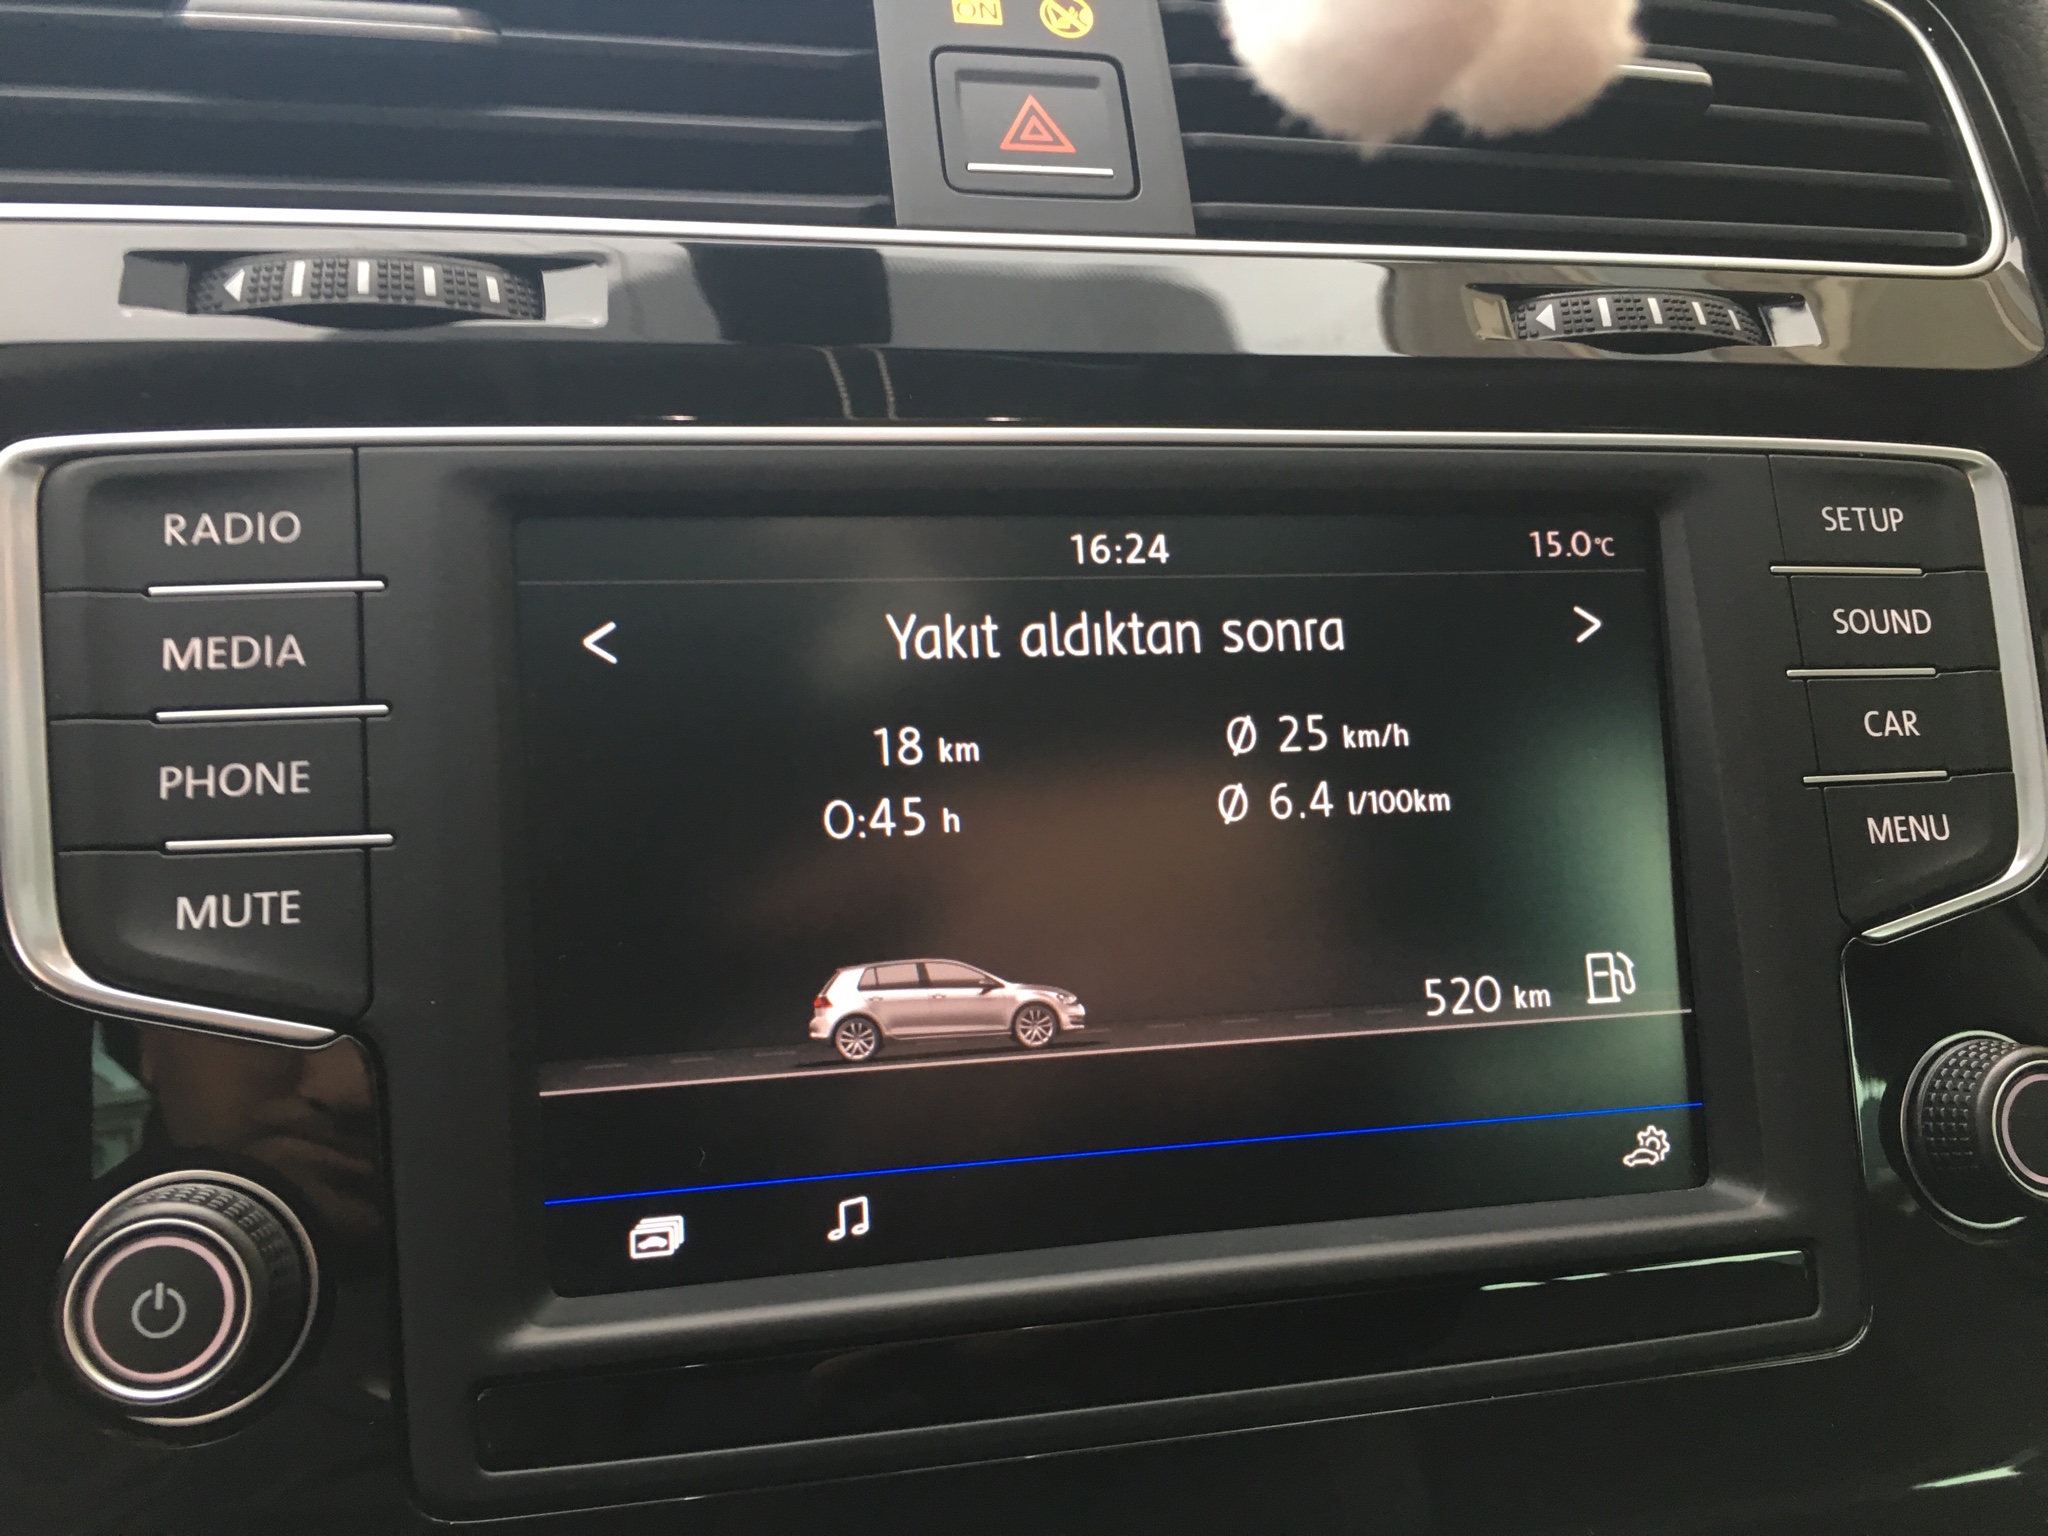 ON
RADIO
MEDIA
PHONE
MUTE
16:24
15.0°C
< Yakıt aldıktan sonra >
18 km
Ø 25 km/h
0:45 h
Ø 6.4 l/100km
520 km
SETUP
SOUND
CAR
MENU